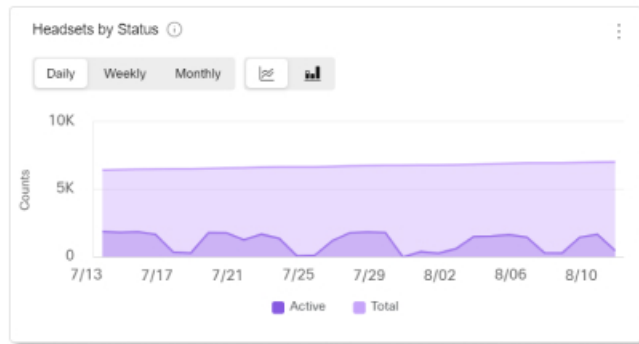 Headsets by Status
Daily Weekly Monthly
10K
5K
0
Counts
7/13 7/17 7/21 7/25 7/29 8/02 8/06 8/10
Active Total